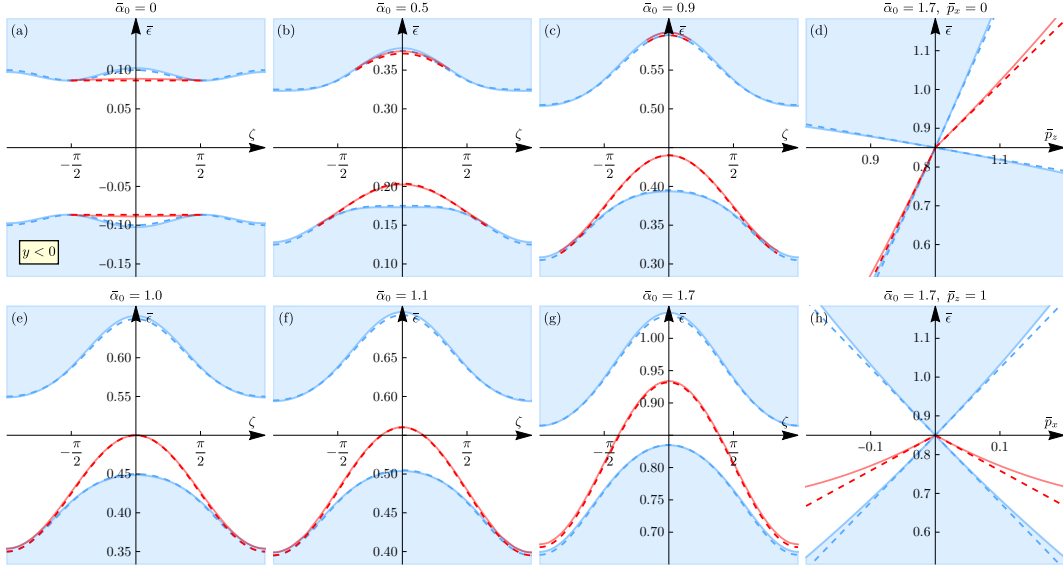 ᾱ₀ = 0
(a)
ϵ̄
0.10
0.05
ζ
−π/2
π/2
−0.05
−0.10
−0.15
y < 0
ᾱ₀ = 0.5
(b)
ϵ̄
0.35
0.30
ζ
−π/2
π/2
0.20
0.15
0.10
ᾱ₀ = 0.9
(c)
ϵ̄
0.55
0.50
ζ
−π/2
π/2
0.40
0.35
0.30
ᾱ₀ = 1.7, p̄ₓ = 0
(d)
ϵ̄
1.1
1.0
0.9
p̄_z
0.9
1.1
0.8
0.7
0.6
ᾱ₀ = 1.0
(e)
ϵ̄
0.60
0.55
ζ
−π/2
π/2
0.45
0.40
0.35
ᾱ₀ = 1.1
(f)
ϵ̄
0.65
0.60
ζ
−π/2
π/2
0.50
0.45
0.40
ᾱ₀ = 1.7
(g)
ϵ̄
1.00
0.95
0.90
ζ
−π/2
π/2
0.80
0.75
0.70
ᾱ₀ = 1.7, p̄_z = 1
(h)
ϵ̄
1.1
1.0
0.9
p̄ₓ
-0.1
0.1
0.8
0.7
0.6